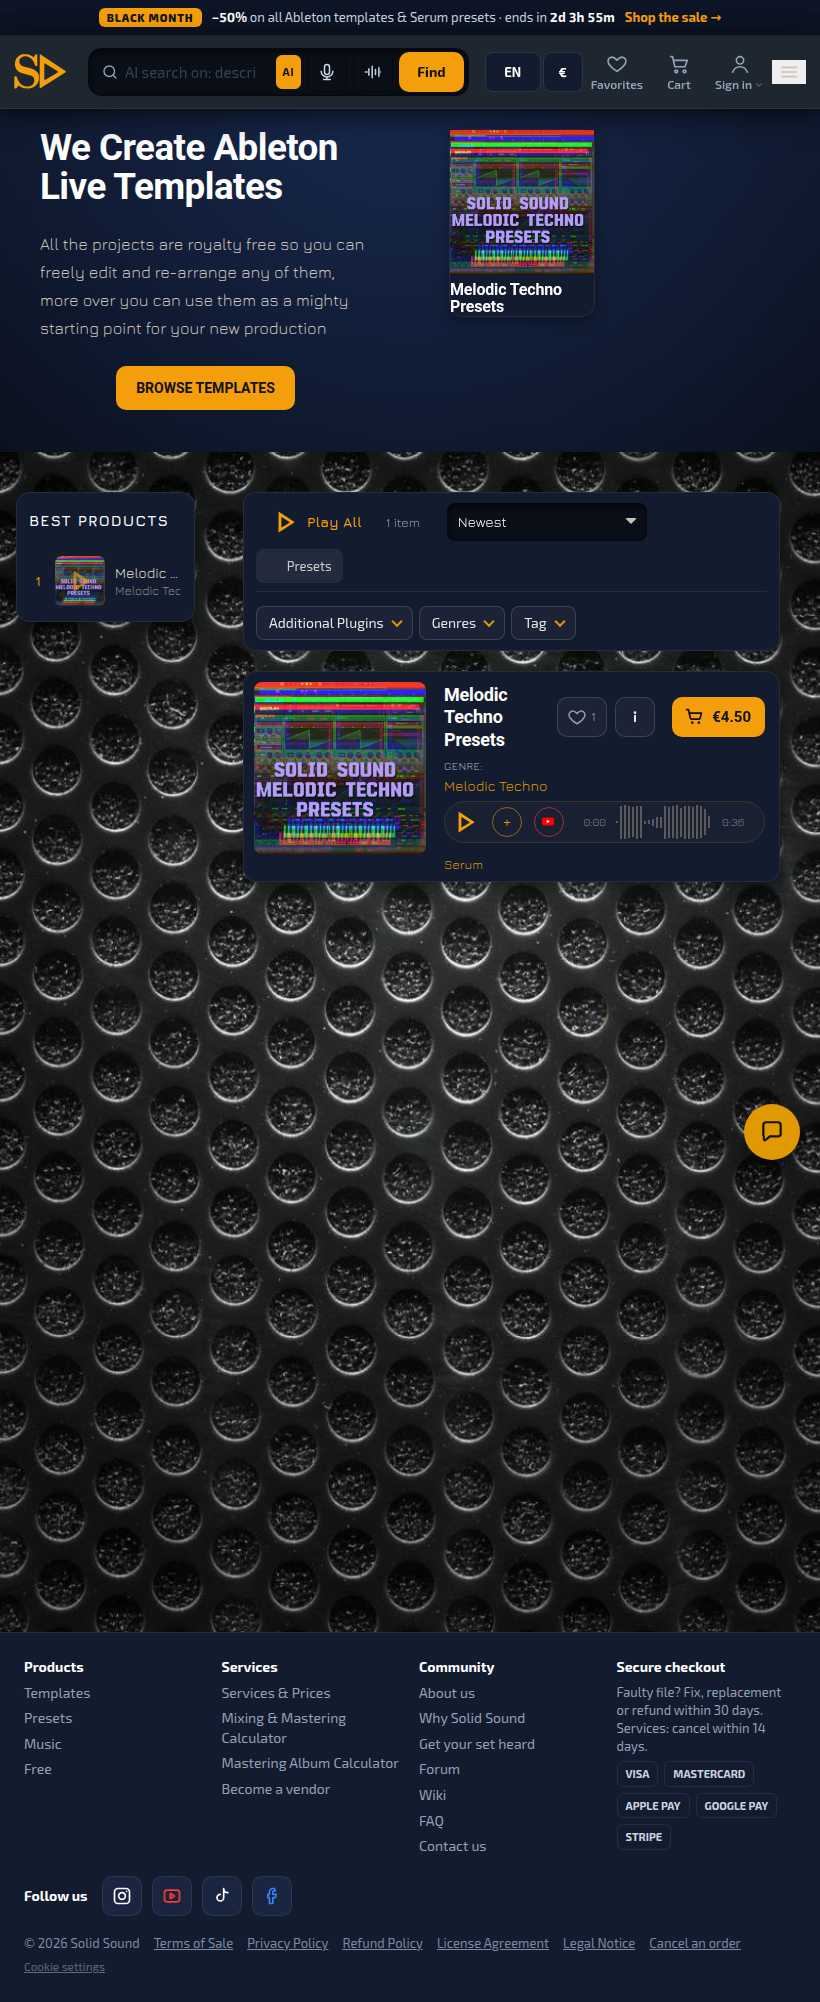 BLACK MONTH −50% on all Ableton templates & Serum presets · ends in 2d 3h 55m Shop the sale →
SD
AI search on: descri
AI
Find
EN
€
Favorites
Cart
Sign in
We Create Ableton
Live Templates
All the projects are royalty free so you can
freely edit and re-arrange any of them,
more over you can use them as a mighty
starting point for your new production
BROWSE TEMPLATES
SOLID SOUND
MELODIC TECHNO
PRESETS
Melodic Techno
Presets
BEST PRODUCTS
1
SOLID SOUND
MELODIC TECHNO
PRESETS
Melodic ...
Melodic Tec
Play All
1 item
Newest
Presets
Additional Plugins
Genres
Tag
SOLID SOUND
MELODIC TECHNO
PRESETS
Melodic
Techno
Presets
1
i
€4.50
GENRE:
Melodic Techno
+
0:00
0:36
Serum
Products
Templates
Presets
Music
Free
Services
Services & Prices
Mixing & Mastering
Calculator
Mastering Album Calculator
Become a vendor
Community
About us
Why Solid Sound
Get your set heard
Forum
Wiki
FAQ
Contact us
Secure checkout
Faulty file? Fix, replacement
or refund within 30 days.
Services: cancel within 14
days.
VISA
MASTERCARD
APPLE PAY
GOOGLE PAY
STRIPE
Follow us
© 2026 Solid Sound Terms of Sale Privacy Policy Refund Policy License Agreement Legal Notice Cancel an order
Cookie settings